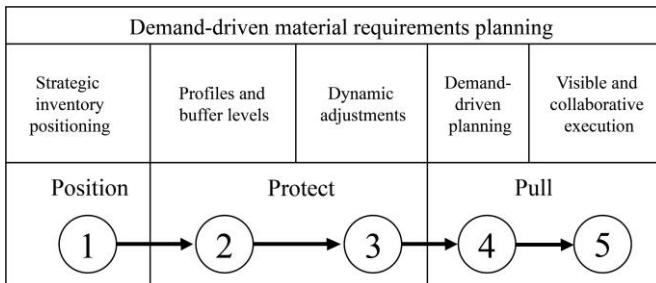 Demand-driven material requirements planning
Strategic
inventory
positioning
Profiles and
buffer levels
Dynamic
adjustments
Demand-
driven
planning
Visible and
collaborative
execution
Position
Protect
Pull
1
2
3
4
5